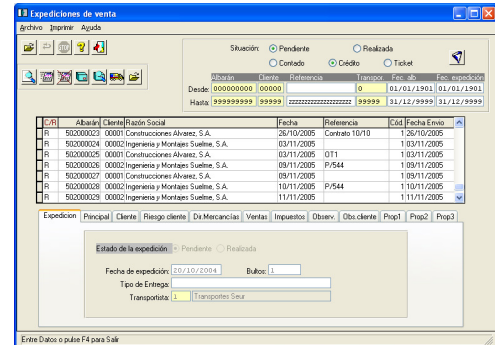 Expediciones de venta
Archivo Imprimir Ayuda
Situación: Pendiente Realizada
Contado Crédito Ticket
Albarán Cliente Referencia Transpor. Fec. alb Fec. expedición
Desde: 000000000 00000 0 01/01/1901 01/01/1901
Hasta: 999999999 99999 zzzzzzzzzzzzzzzzzzzz 99999 31/12/9999 31/12/9999
C/R Albarán Cliente Razón Social Fecha Referencia Cód. Fecha Envio
R 502000023 00001 Construcciones Alvarez, S.A. 26/10/2005 Contrato 10/10 1 26/10/2005
R 502000024 00002 Ingenieria y Montajes Suelme, S.A. 03/11/2005 1 03/11/2005
R 502000025 00001 Construcciones Alvarez, S.A. 03/11/2005 OT1 1 03/11/2005
R 502000026 00002 Ingenieria y Montajes Suelme, S.A. 09/11/2005 P/544 1 09/11/2005
R 502000027 00001 Construcciones Alvarez, S.A. 09/11/2005 1 09/11/2005
R 502000028 00002 Ingenieria y Montajes Suelme, S.A. 10/11/2005 P/544 1 10/11/2005
R 502000029 00001 Construcciones Alvarez, S.A. 11/11/2005 1 11/11/2005
Expedicion Principal Cliente Riesgo cliente Dir.Mercancías Ventas Impuestos Observ. Obs.cliente Prop1 Prop2 Prop3
Estado de la expedición Pendiente Realizada
Fecha de expedición: 20/10/2004 Bultos: 1
Tipo de Entrega:
Transportista: 1 Transportes Seur
Entre Datos o pulse F4 para Salir